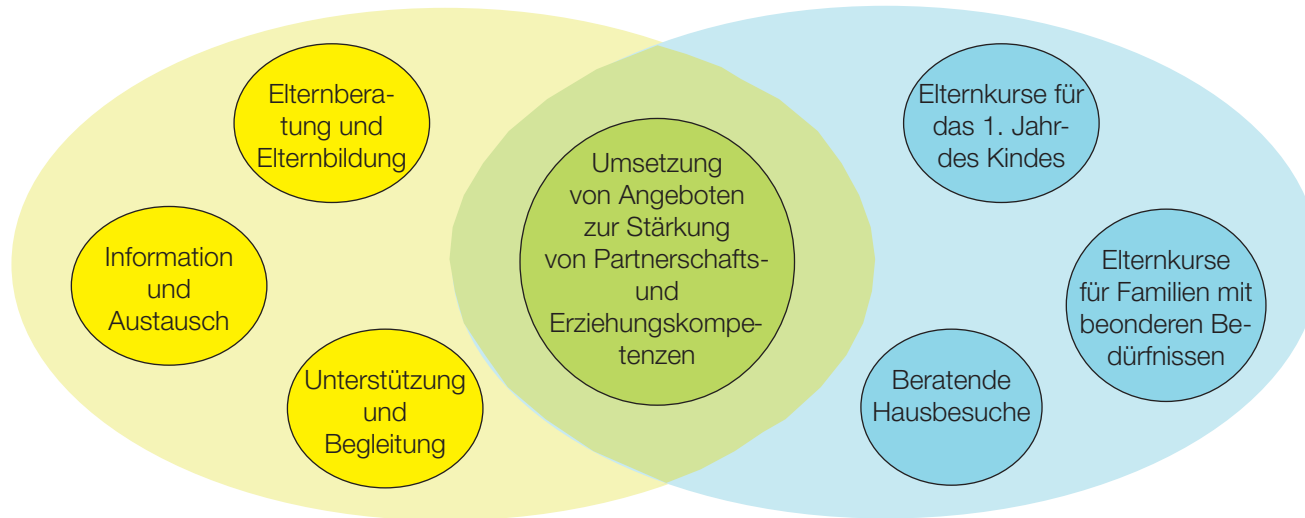 Elternbera-
tung und
Elternbildung
Information
und
Austausch
Unterstützung
und
Begleitung
Umsetzung
von Angeboten
zur Stärkung
von Partnerschafts-
und
Erziehungskompe-
tenzen
Elternkurse für
das 1. Jahr-
des Kindes
Elternkurse
für Familien mit
beonderen Be-
dürfnissen
Beratende
Hausbesuche